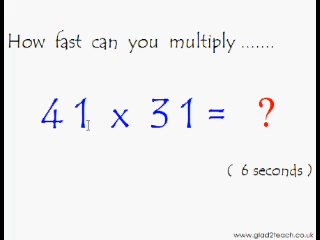 How fast can you multiply .......
41 x 31 = ?
( 6 seconds )
www.glad2teach.co.uk